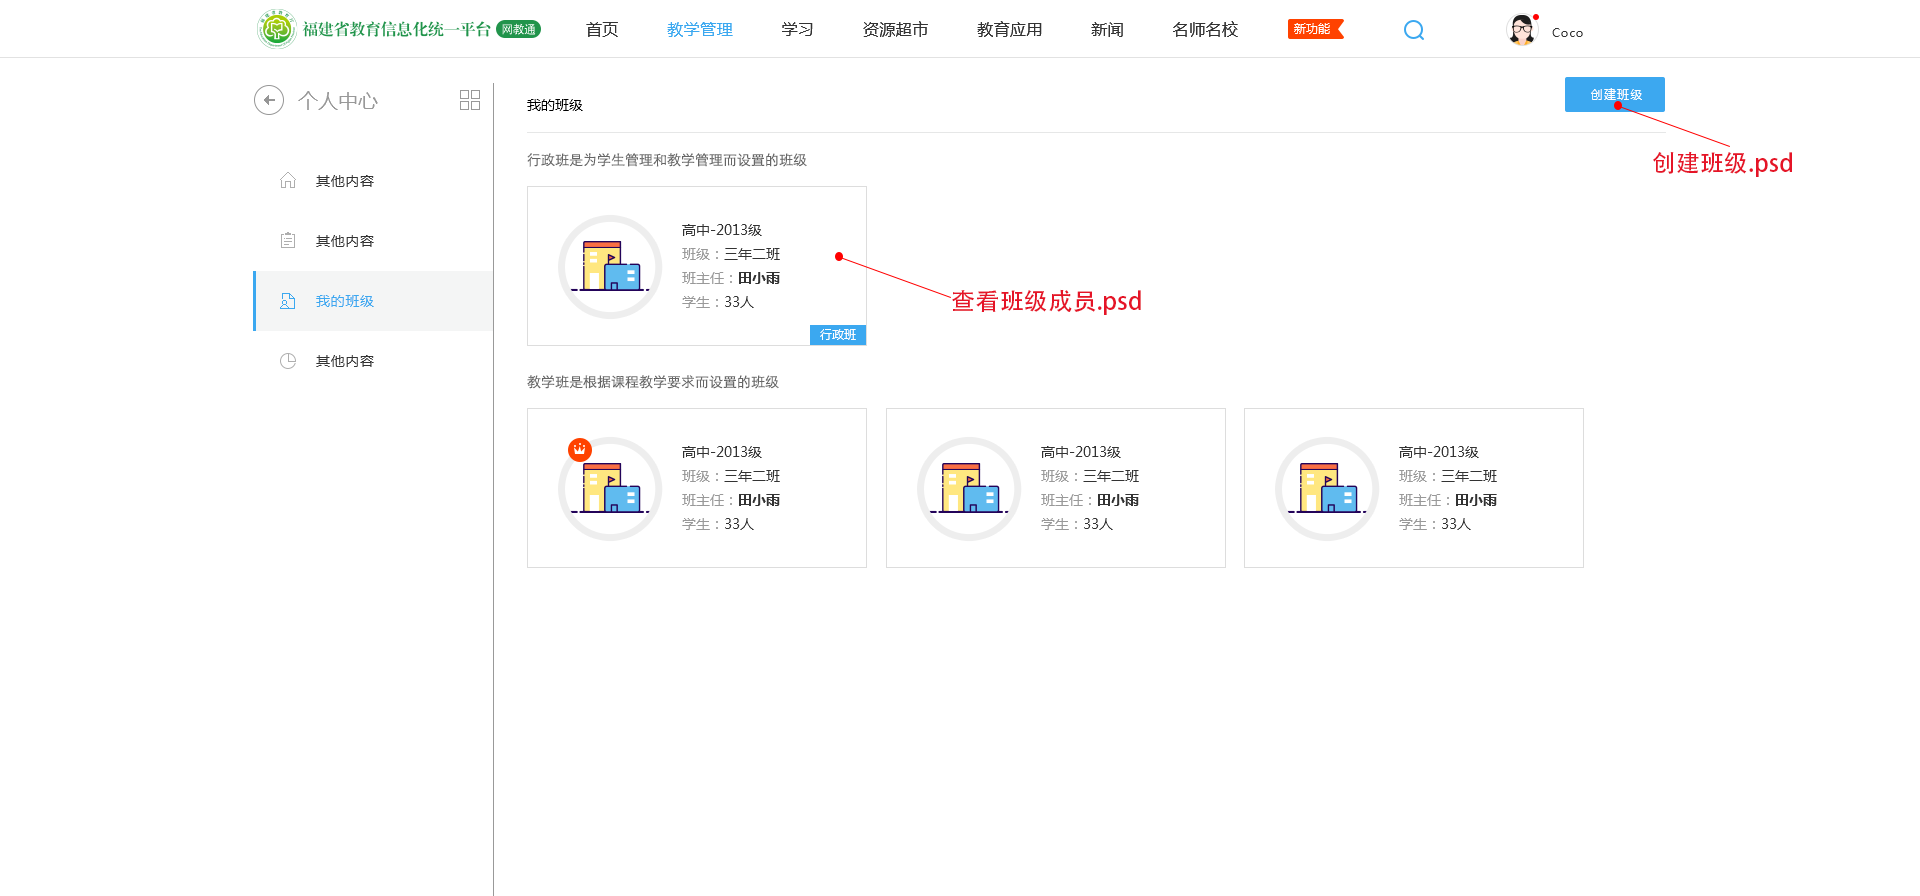 福建省教育信息化统一平台 网教通 首页 教学管理 学习 资源超市 教育应用 新闻 名师名校 新功能 Coco
个人中心
其他内容
其他内容
我的班级
其他内容
我的班级
创建班级
创建班级.psd
行政班是为学生管理和教学管理而设置的班级
高中-2013级
班级：三年二班
班主任：田小雨
学生：33人
行政班
查看班级成员.psd
教学班是根据课程教学要求而设置的班级
高中-2013级
班级：三年二班
班主任：田小雨
学生：33人
高中-2013级
班级：三年二班
班主任：田小雨
学生：33人
高中-2013级
班级：三年二班
班主任：田小雨
学生：33人